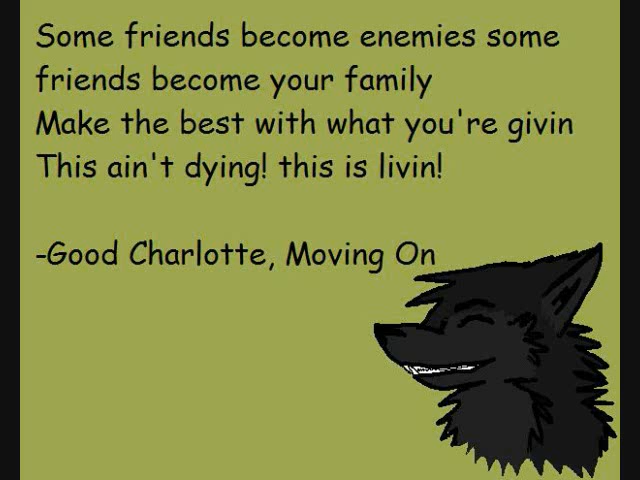 Some friends become enemies some
friends become your family
Make the best with what you're givin
This ain't dying! this is livin!
-Good Charlotte, Moving On